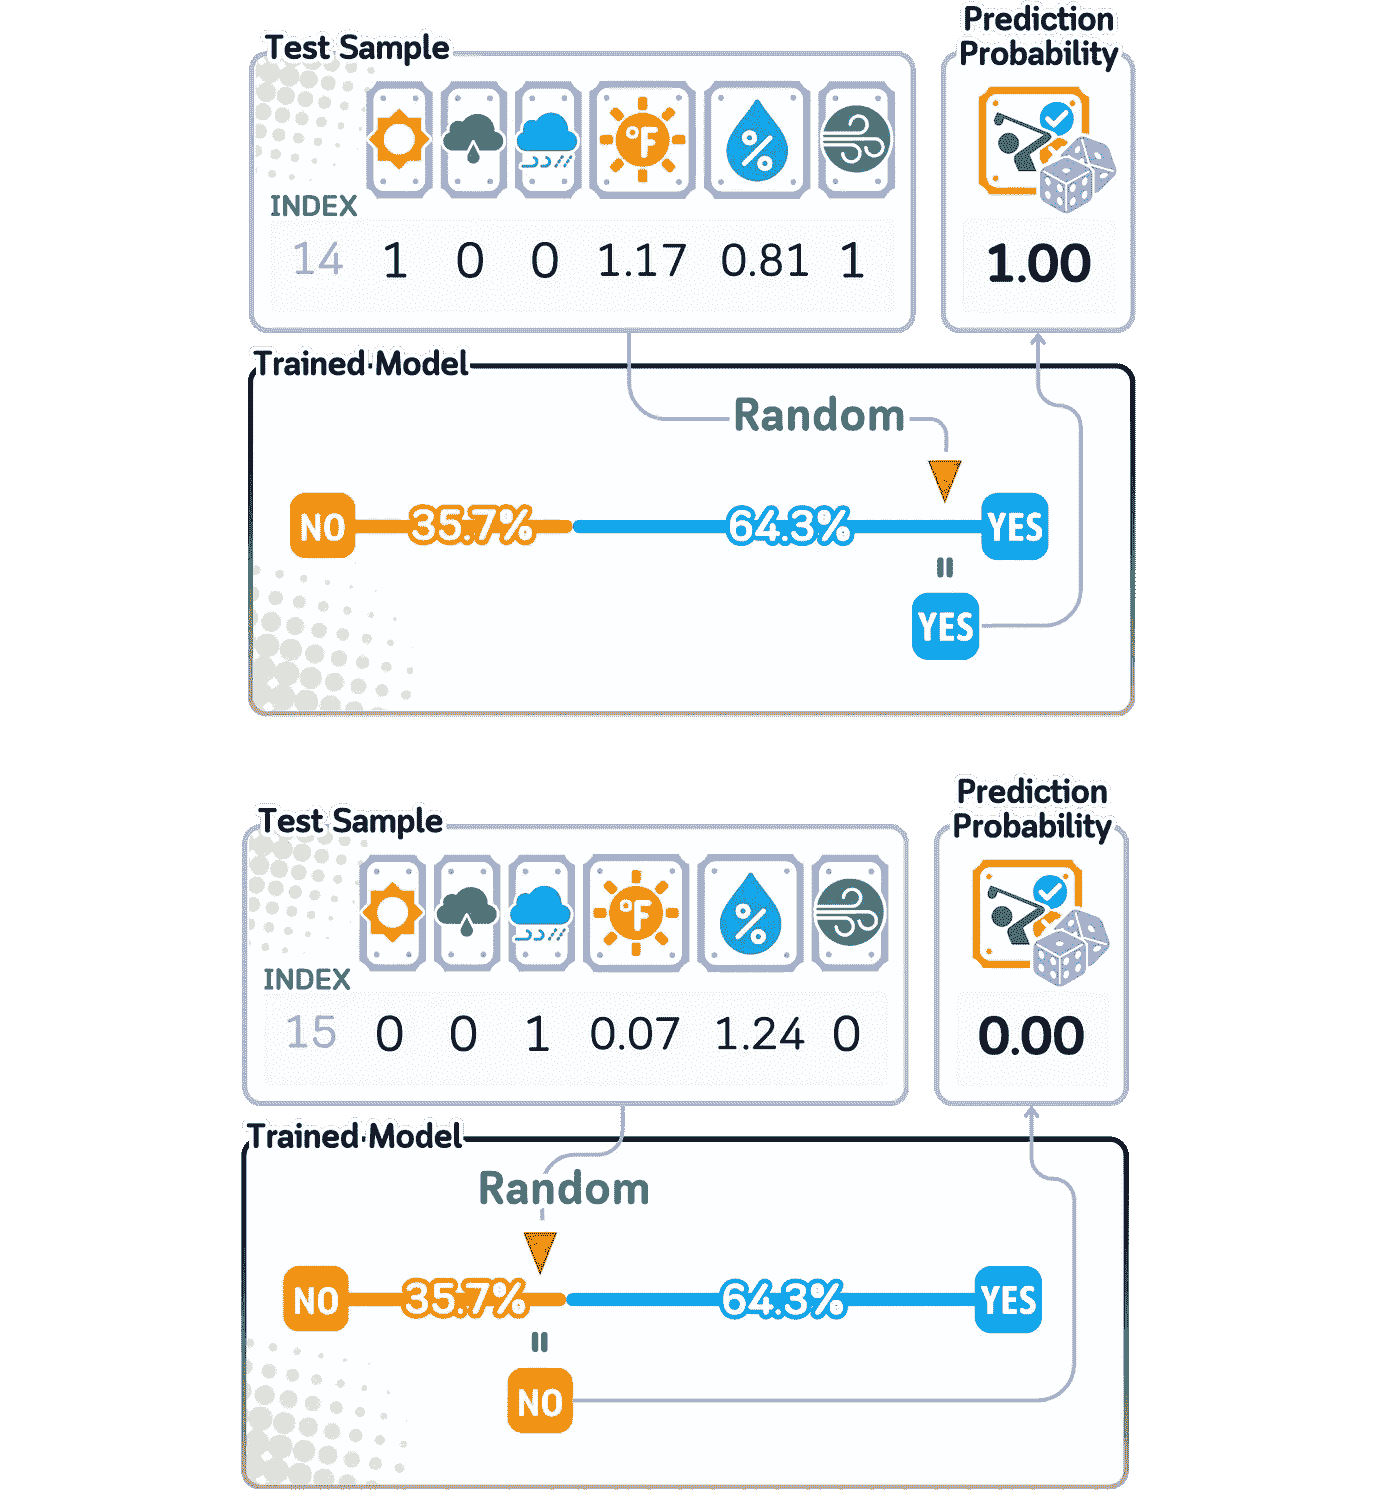 Test Sample
Prediction
Probability
°F
%
INDEX
14 1 0 0 1.17 0.81 1
1.00
Trained Model
Random
NO 35.7% 64.3% YES
YES
Test Sample
Prediction
Probability
°F
%
INDEX
15 0 0 1 0.07 1.24 0
0.00
Trained Model
Random
NO 35.7% 64.3% YES
NO